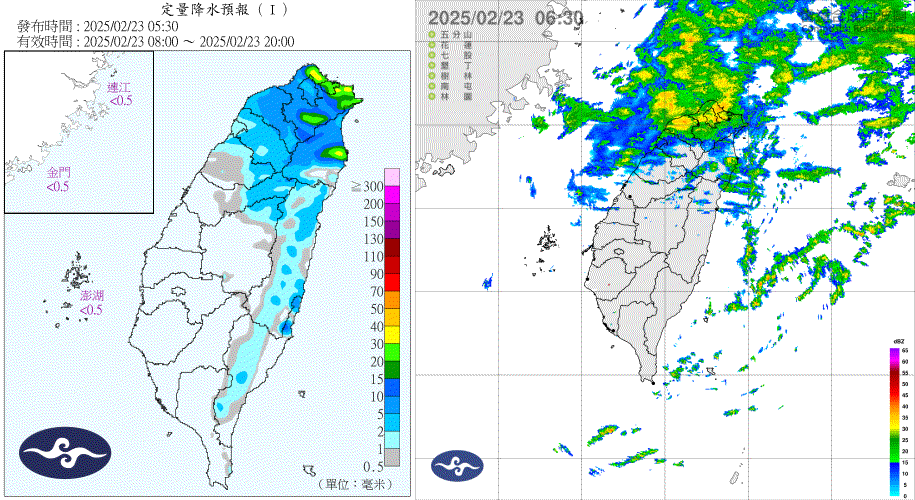 定量降水預報（I）
發布時間：2025/02/23 05:30
有效時間：2025/02/23 08:00 ～ 2025/02/23 20:00
連江
<0.5
金門
<0.5
澎湖
<0.5
≥ 300
200
150
130
110
90
70
50
40
30
20
15
10
5
2
1
0.5
（單位：毫米）
2025/02/23 06:30
五分山
花蓮
七股
墾丁
樹林
南屯
林園
dBZ
65
60
55
50
45
40
35
30
25
20
15
10
5
0